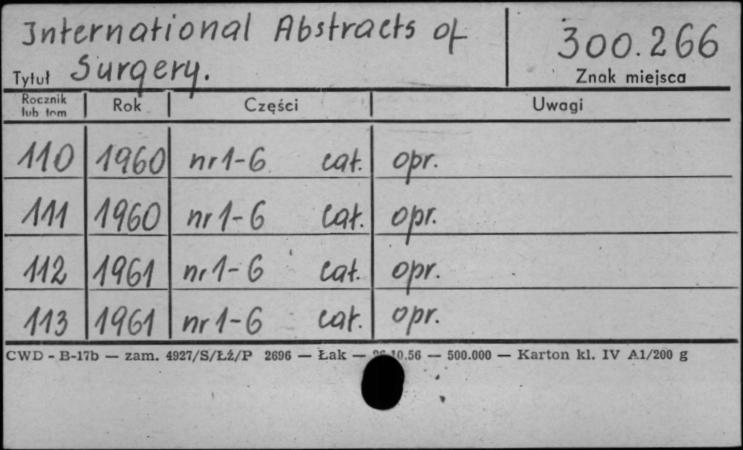 International Abstracts of
Tytuł Surgery.
300.266
Znak miejsca
Rocznik lub tom Rok Części Uwagi
110 1960 nr 1-6 cał. opr.
111 1960 nr 1-6 cał. opr.
112 1961 nr 1-6 cał. opr.
113 1961 nr 1-6 cał. opr.
CWD - B-17b — zam. 4927/S/Łź/P 2696 — Łak — 10.56 — 500.000 — Karton kl. IV A1/200 g